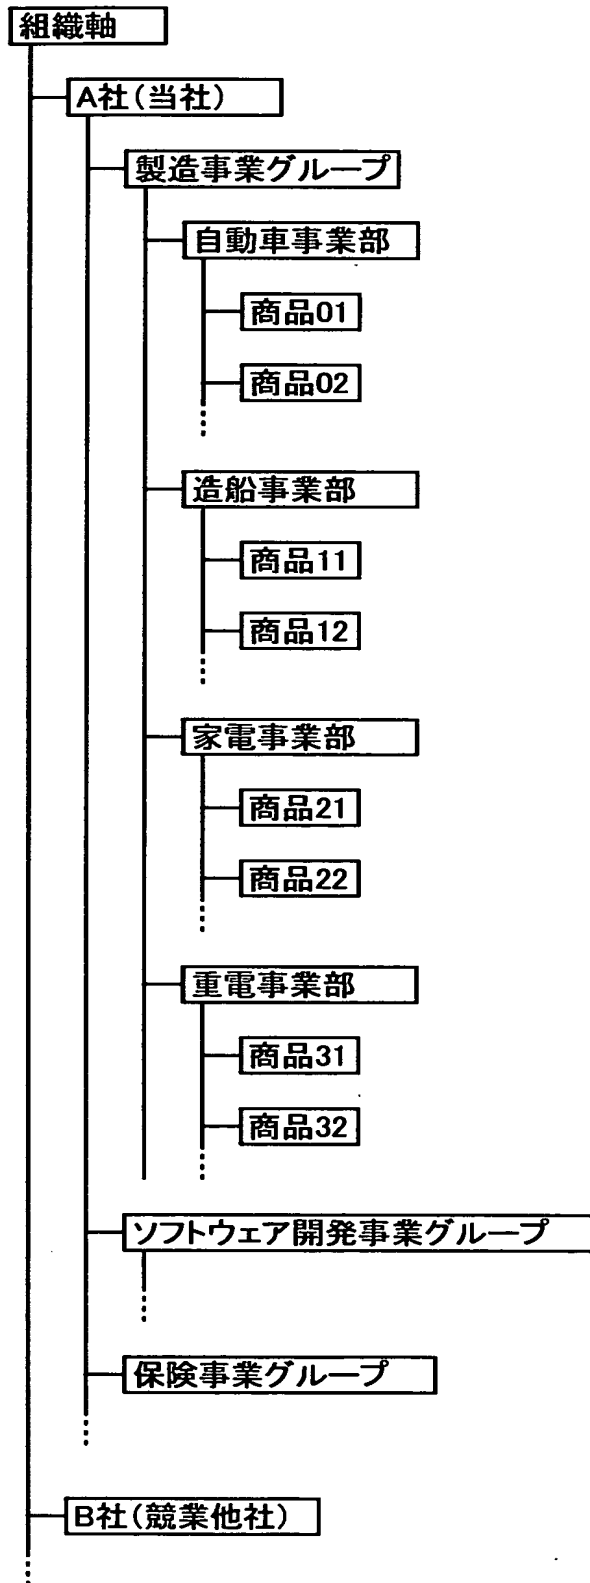 組織軸
A社(当社)
製造事業グループ
自動車事業部
商品01
商品02
造船事業部
商品11
商品12
家電事業部
商品21
商品22
重電事業部
商品31
商品32
ソフトウェア開発事業グループ
保険事業グループ
B社(競業他社)